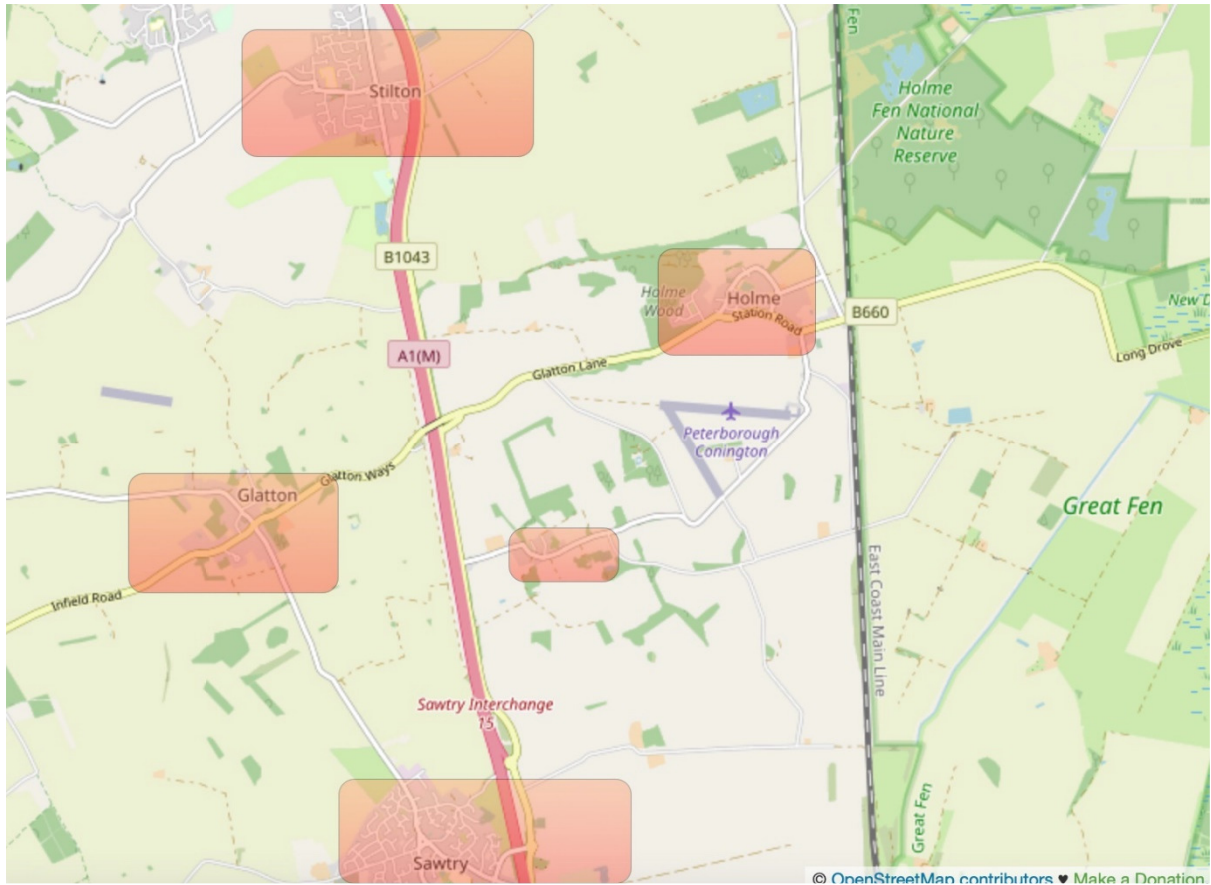 Fen
Stilton
Holme
Fen National
Nature
Reserve
B1043
Holme
Wood
Holme
Station Road
B660
New D
Long Drove
A1(M)
Glatton Lane
Peterborough
Conington
Glatton Ways
Glatton
Great Fen
Infield Road
East Coast Main Line
Sawtry Interchange
15
Great Fen
Sawtry
© OpenStreetMap contributors ♥ Make a Donation